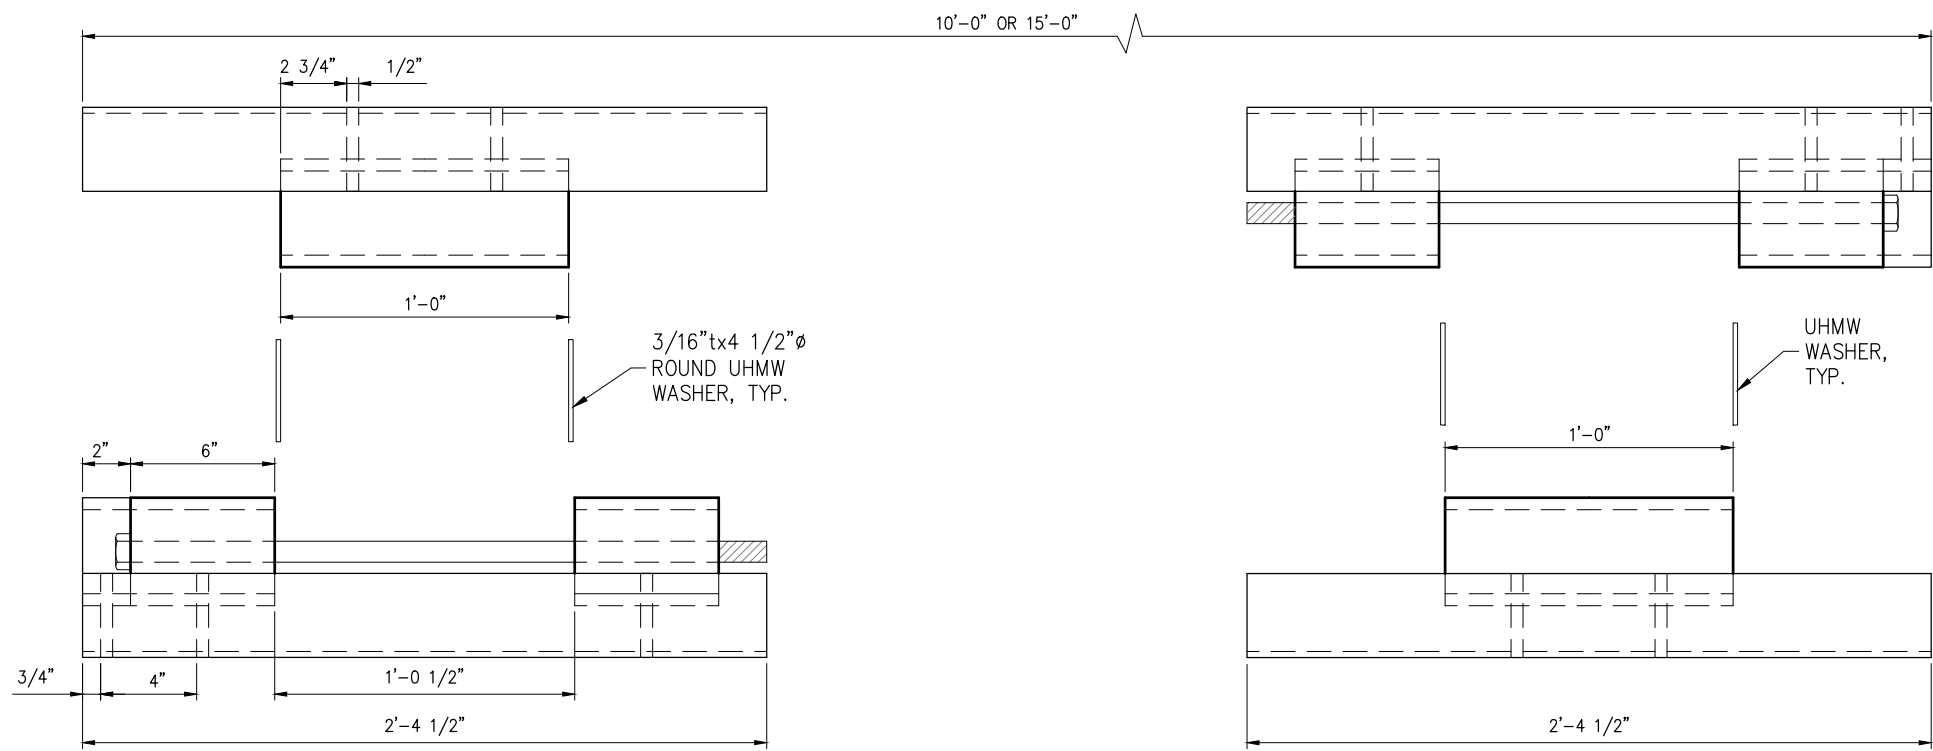 10'-0" OR 15'-0"
2 3/4"
1/2"
1'-0"
3/16"tx4 1/2"ø
ROUND UHMW
WASHER, TYP.
UHMW
WASHER,
TYP.
1'-0"
2"
6"
3/4"
4"
1'-0 1/2"
2'-4 1/2"
2'-4 1/2"